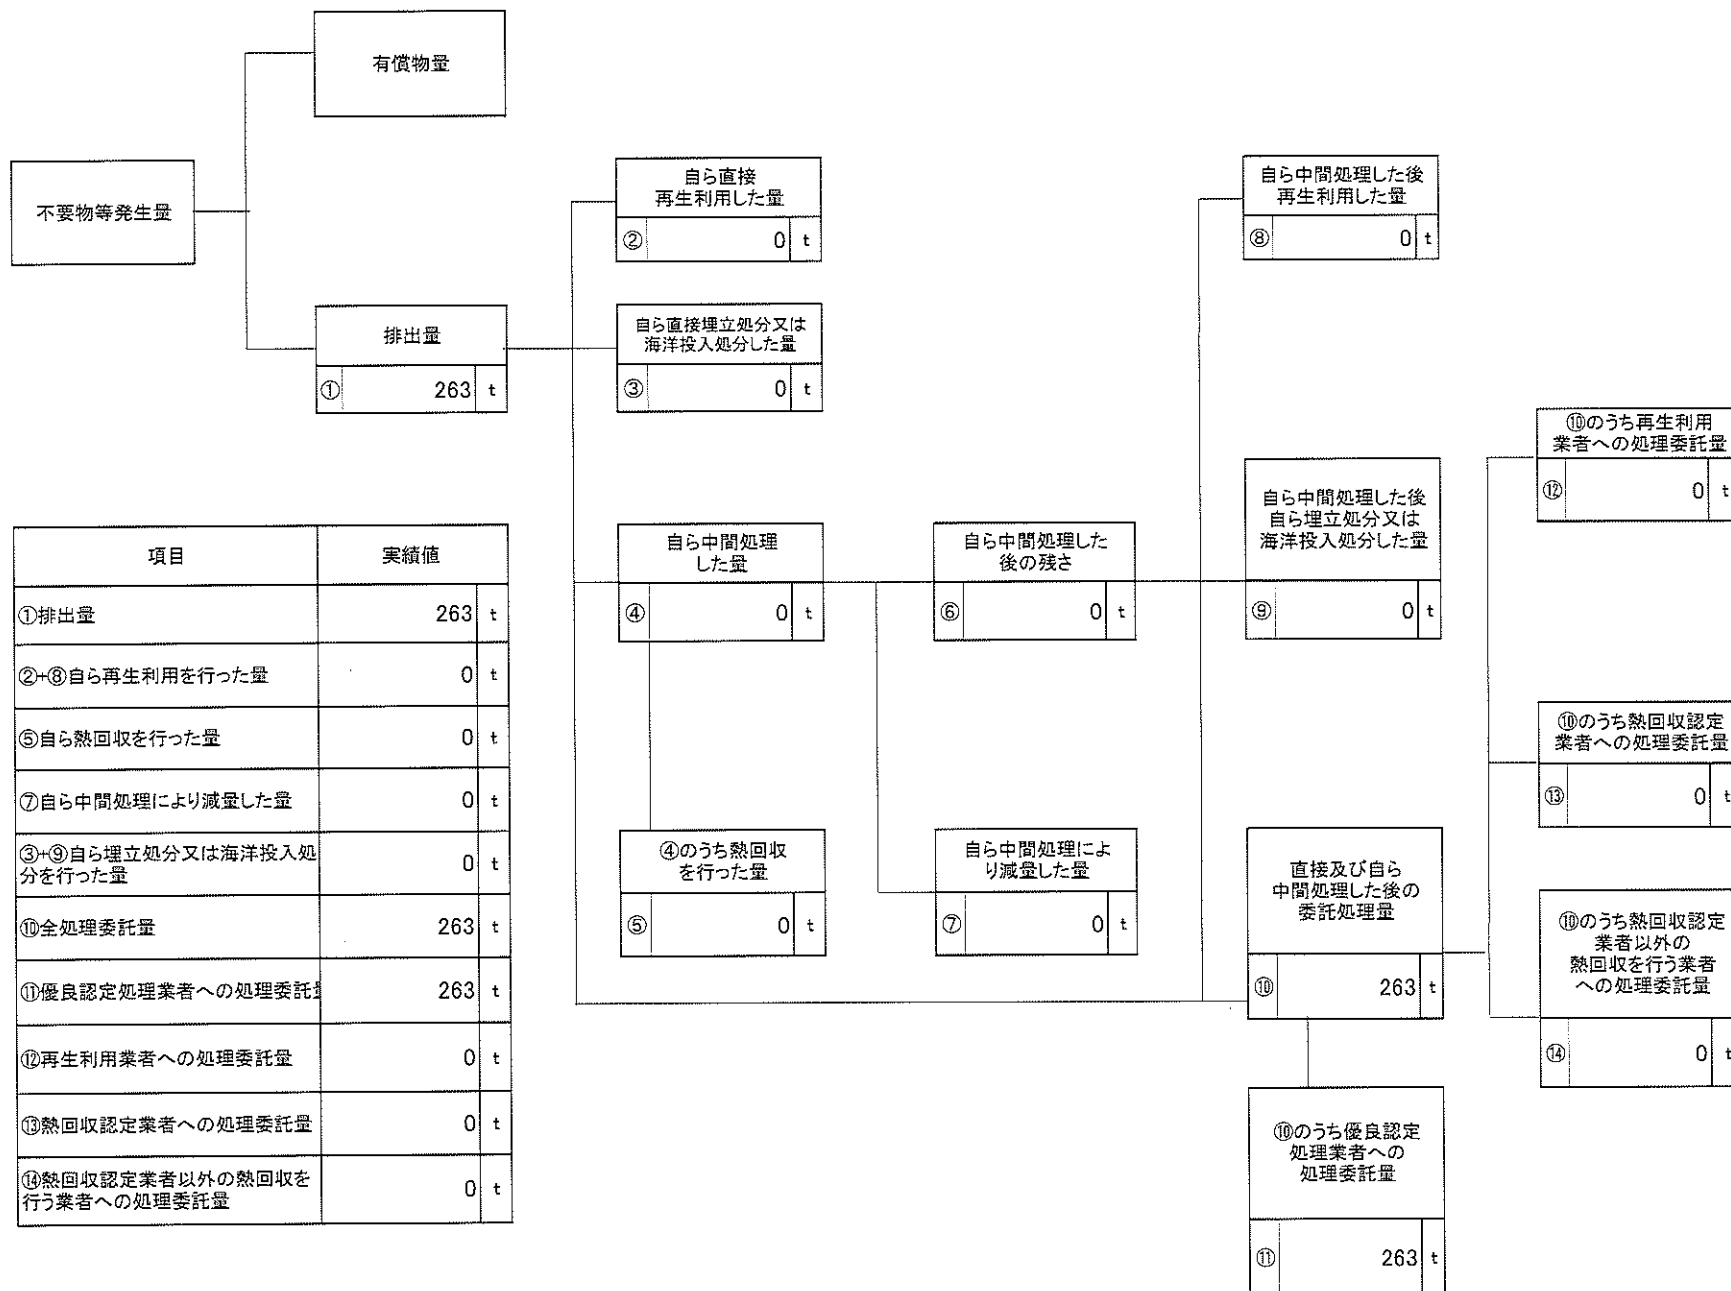 有償物量
不要物等発生量
排出量
① 263 t
自ら直接
再生利用した量
② 0 t
自ら直接埋立処分又は
海洋投入処分した量
③ 0 t
自ら中間処理
した量
④ 0 t
④のうち熱回収
を行った量
⑤ 0 t
自ら中間処理した
後の残さ
⑥ 0 t
自ら中間処理によ
り減量した量
⑦ 0 t
自ら中間処理した後
再生利用した量
⑧ 0 t
自ら中間処理した後
自ら埋立処分又は
海洋投入処分した量
⑨ 0 t
直接及び自ら
中間処理した後の
委託処理量
⑩ 263 t
⑩のうち優良認定
処理業者への
処理委託量
⑪ 263 t
⑩のうち再生利用
業者への処理委託量
⑫ 0 t
⑩のうち熱回収認定
業者への処理委託量
⑬ 0 t
⑩のうち熱回収認定
業者以外の
熱回収を行う業者
への処理委託量
⑭ 0 t
項目 実績値
①排出量 263 t
②+⑧自ら再生利用を行った量 0 t
⑤自ら熱回収を行った量 0 t
⑦自ら中間処理により減量した量 0 t
③+⑨自ら埋立処分又は海洋投入処
分を行った量 0 t
⑩全処理委託量 263 t
⑪優良認定処理業者への処理委託量 263 t
⑫再生利用業者への処理委託量 0 t
⑬熱回収認定業者への処理委託量 0 t
⑭熱回収認定業者以外の熱回収を
行う業者への処理委託量 0 t